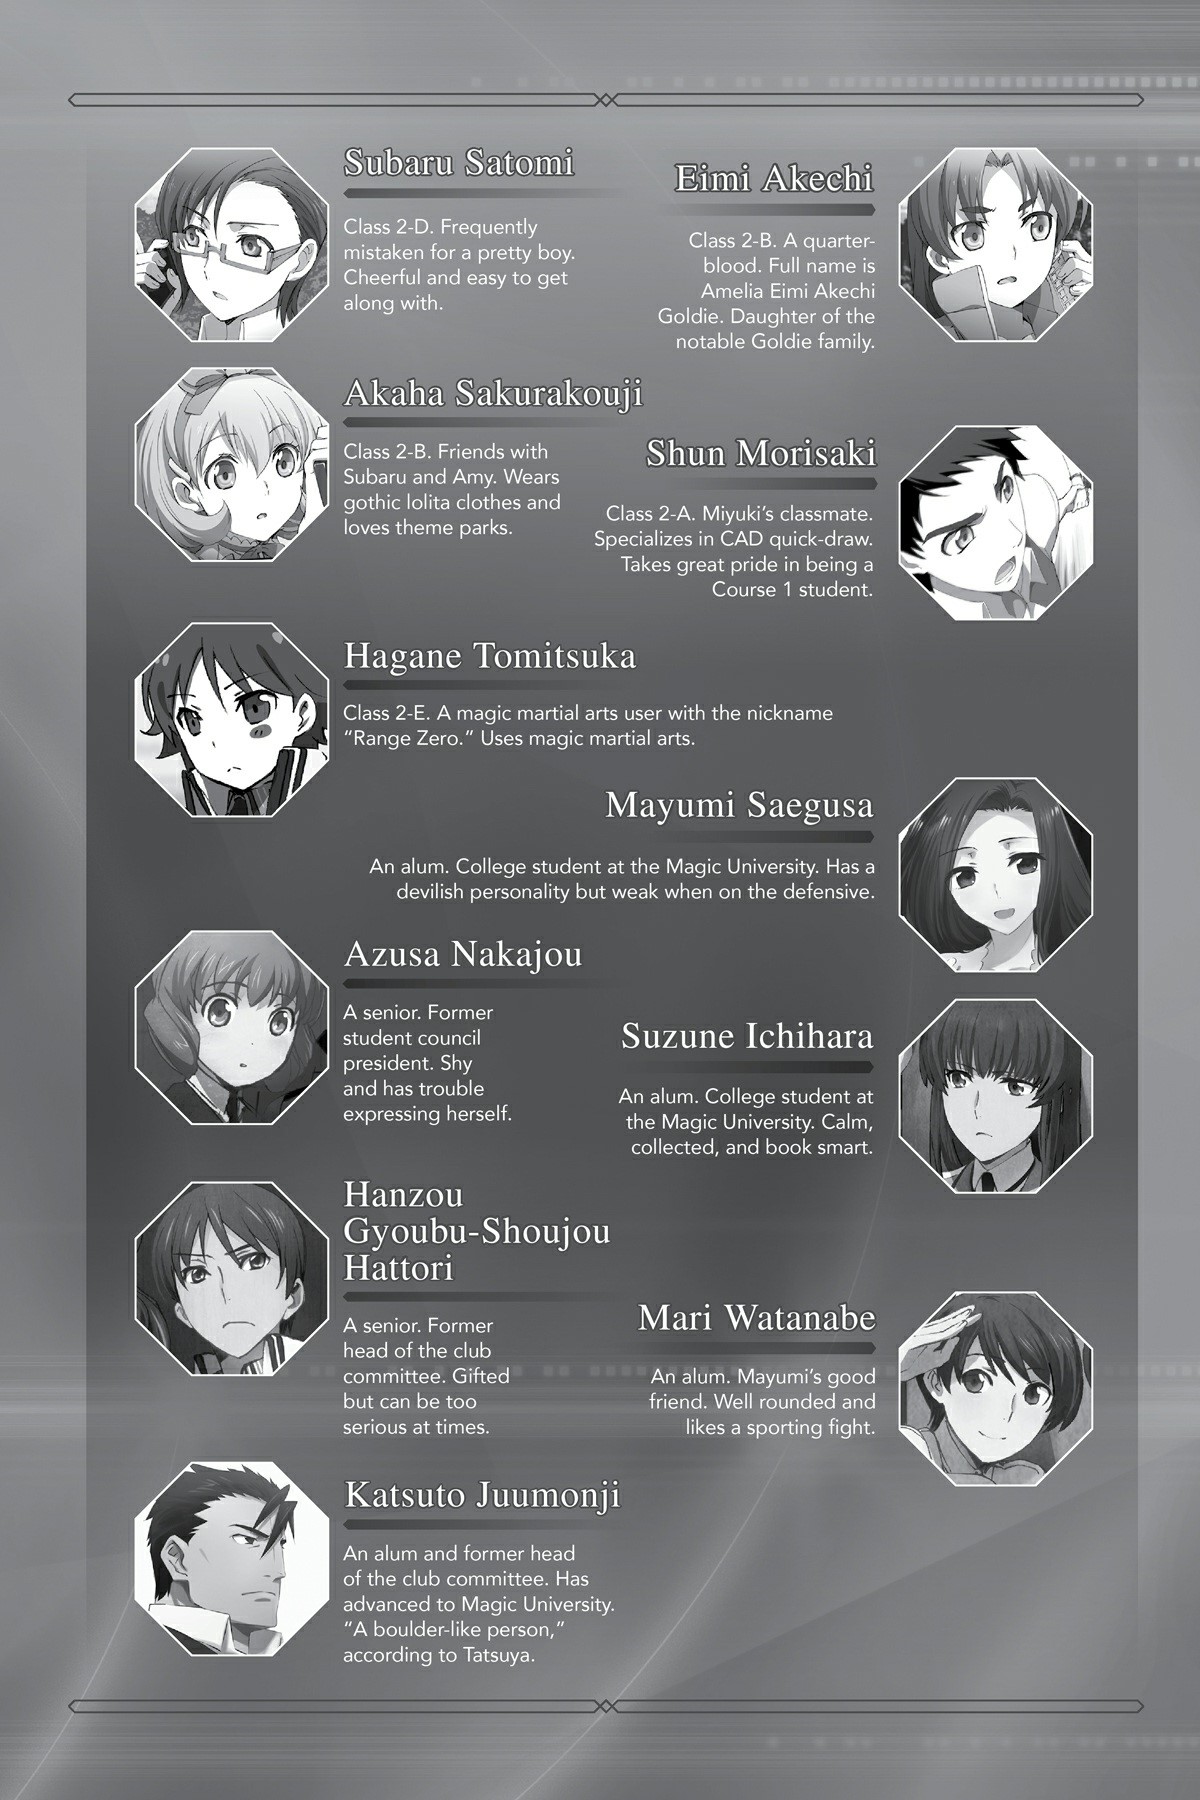 Subaru Satomi
Class 2-D. Frequently
mistaken for a pretty boy.
Cheerful and easy to get
along with.
Eimi Akechi
Class 2-B. A quarter-
blood. Full name is
Amelia Eimi Akechi
Goldie. Daughter of the
notable Goldie family.
Akaha Sakurakouji
Class 2-B. Friends with
Subaru and Amy. Wears
gothic lolita clothes and
loves theme parks.
Shun Morisaki
Class 2-A. Miyuki’s classmate.
Specializes in CAD quick-draw.
Takes great pride in being a
Course 1 student.
Hagane Tomitsuka
Class 2-E. A magic martial arts user with the nickname
“Range Zero.” Uses magic martial arts.
Mayumi Saegusa
An alum. College student at the Magic University. Has a
devilish personality but weak when on the defensive.
Azusa Nakajou
A senior. Former
student council
president. Shy
and has trouble
expressing herself.
Suzune Ichihara
An alum. College student at
the Magic University. Calm,
collected, and book smart.
Hanzou
Gyoubu-Shoujou
Hattori
A senior. Former
head of the club
committee. Gifted
but can be too
serious at times.
Mari Watanabe
An alum. Mayumi’s good
friend. Well rounded and
likes a sporting fight.
Katsuto Juumonji
An alum and former head
of the club committee. Has
advanced to Magic University.
“A boulder-like person,”
according to Tatsuya.